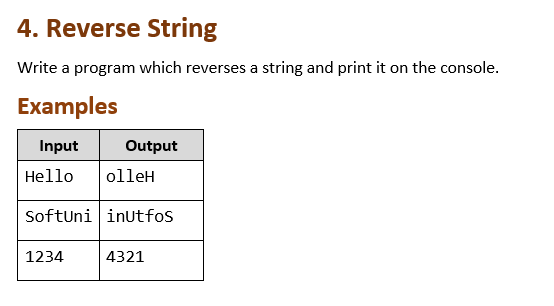 4. Reverse String
Write a program which reverses a string and print it on the console.
Examples
Input Output
Hello olleH
SoftUni inUtfoS
1234 4321